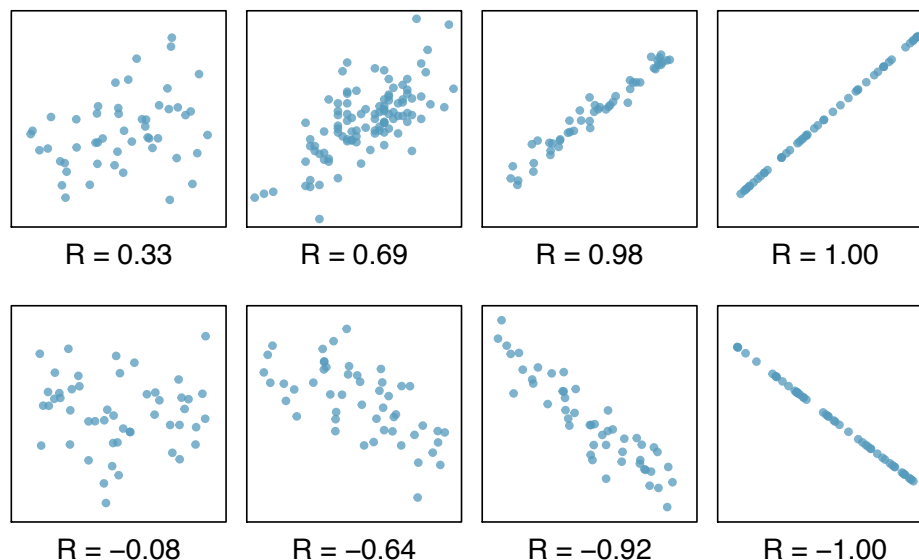 R = 0.33
R = 0.69
R = 0.98
R = 1.00
R = −0.08
R = −0.64
R = −0.92
R = −1.00